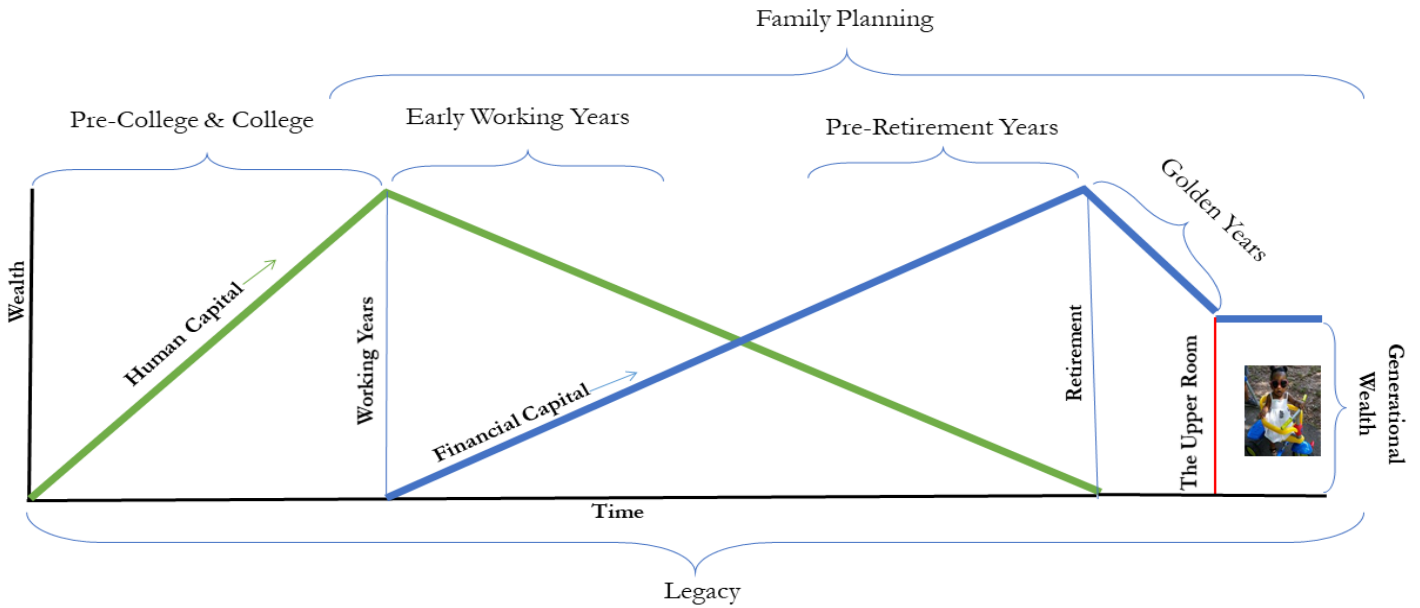 Family Planning
Pre-College & College
Early Working Years
Pre-Retirement Years
Golden Years
Wealth
Human Capital
Working Years
Financial Capital
Retirement
The Upper Room
Generational
Wealth
Time
Legacy